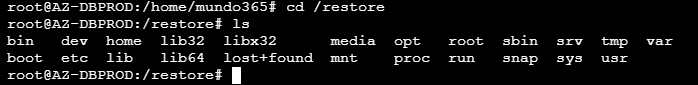 root@AZ-DBPROD:/home/mundo365# cd /restore
root@AZ-DBPROD:/restore# ls
bin dev home lib32 libx32 media opt root sbin srv tmp var
boot etc lib lib64 lost+found mnt proc run snap sys usr
root@AZ-DBPROD:/restore#